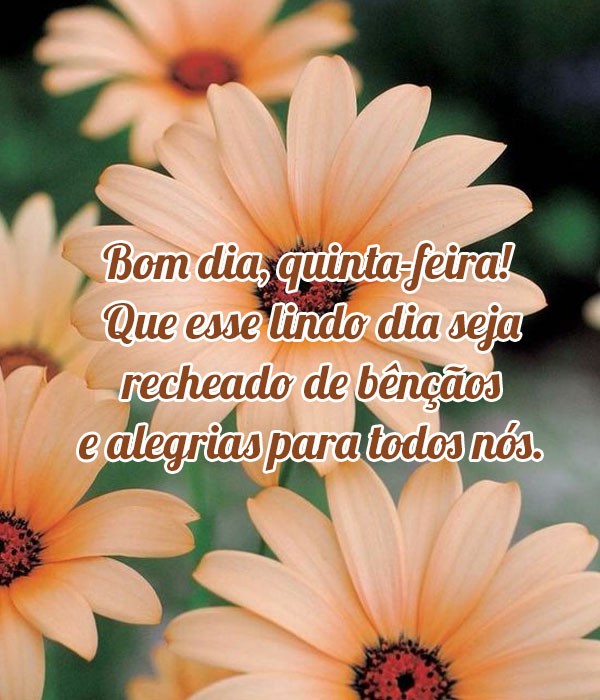 Bom dia, quinta-feira!
Que esse lindo dia seja
recheado de bênçãos
e alegrias para todos nós.